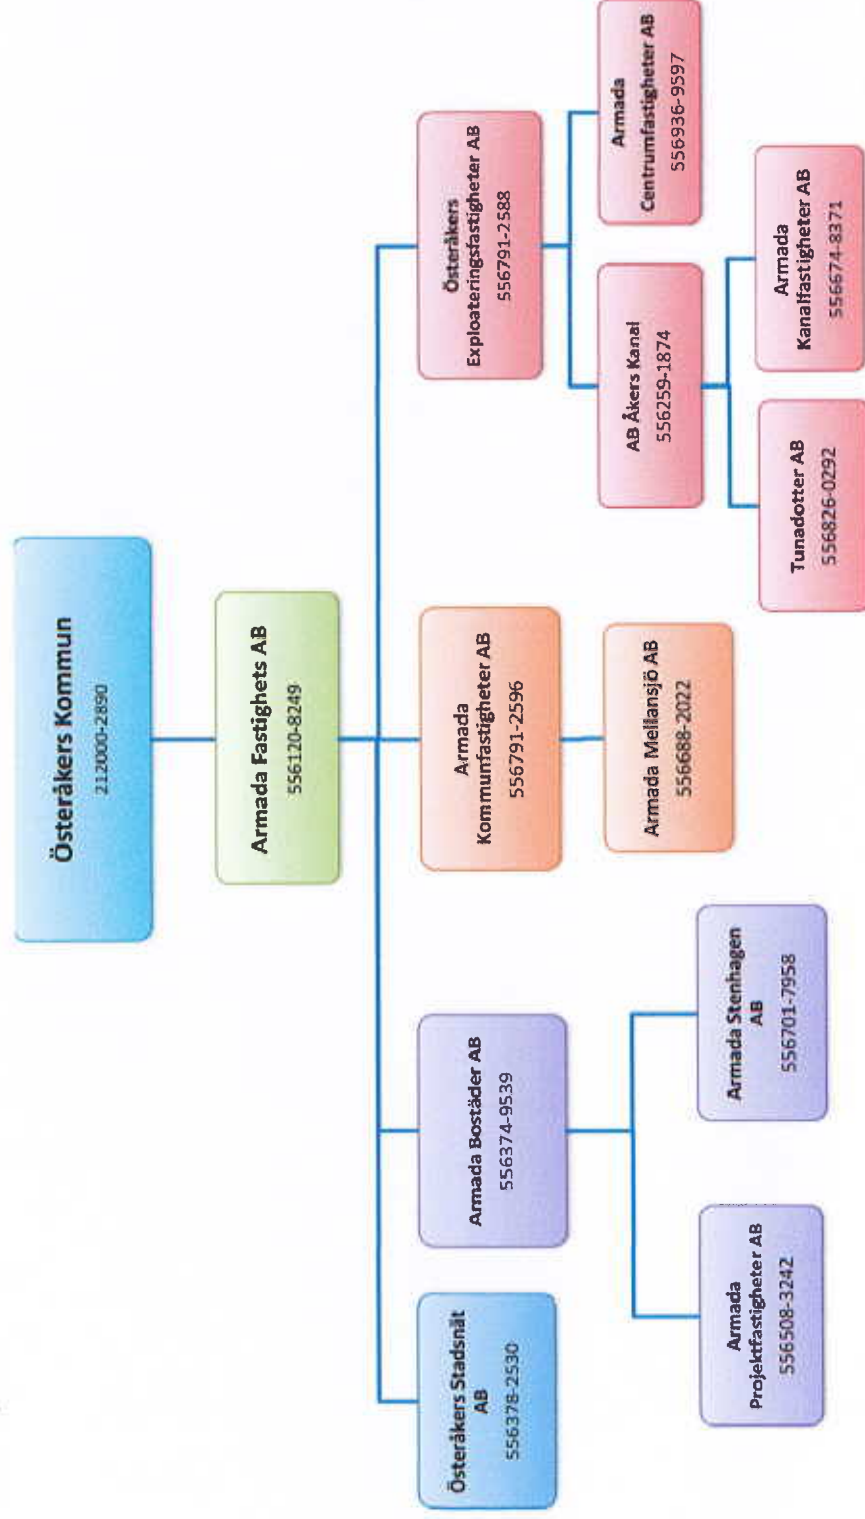 Österåkers Kommun
212000-2890
Armada Fastighets AB
556120-8249
Österåkers Stadsnät
AB
556378-2530
Armada Bostäder AB
556374-9539
Armada
Kommunfastigheter AB
556791-2596
Österåkers
Exploateringsfastigheter AB
556791-2588
Armada
Projektfastigheter AB
556508-3242
Armada Stenhagen
AB
556701-7958
Armada Mellansjö AB
556688-2022
AB Åkers Kanal
556259-1874
Armada
Centrumfastigheter AB
556936-9597
Tunadotter AB
556826-0292
Armada
Kanalfastigheter AB
556674-8371